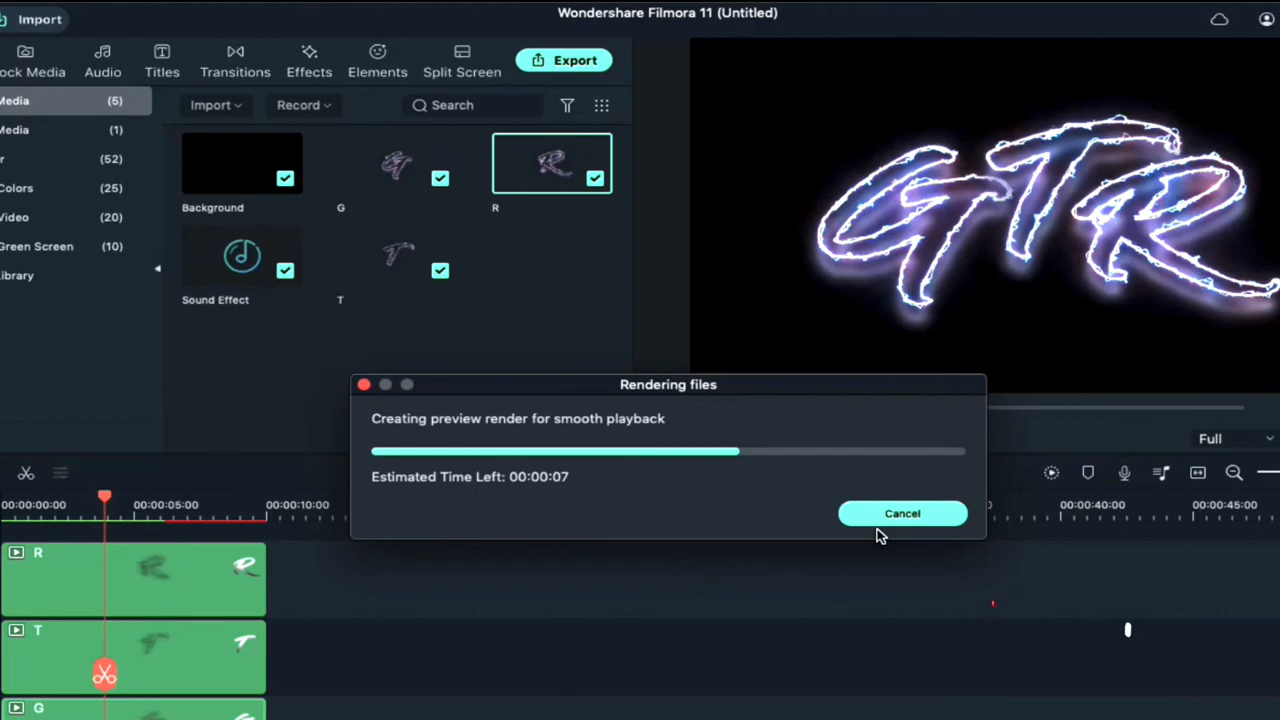 Wondershare Filmora 11 (Untitled)
Import
ock Media
Audio
Titles
Transitions
Effects
Elements
Split Screen
Export
Media (5)
Media (1)
r (52)
Colors (25)
Video (20)
Green Screen (10)
ibrary
Import
Record
Search
Background
G
R
Sound Effect
T
GTR
Rendering files
Creating preview render for smooth playback
Estimated Time Left: 00:00:07
Cancel
Full
00:00:00:00
00:00:05:00
00:00:10:00
00:00:40:00
00:00:45:00
R
T
G